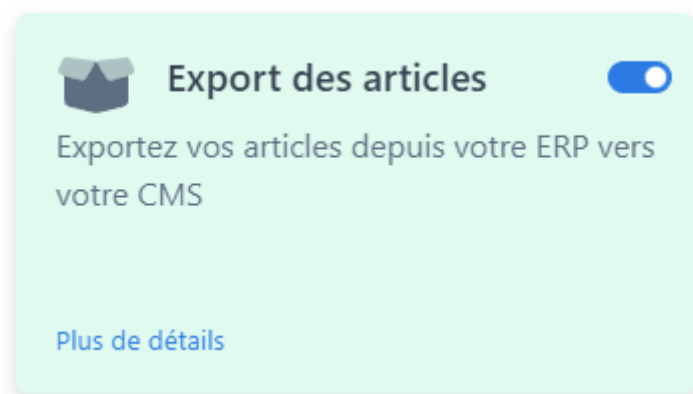 Export des articles
Exportez vos articles depuis votre ERP vers
votre CMS
Plus de détails